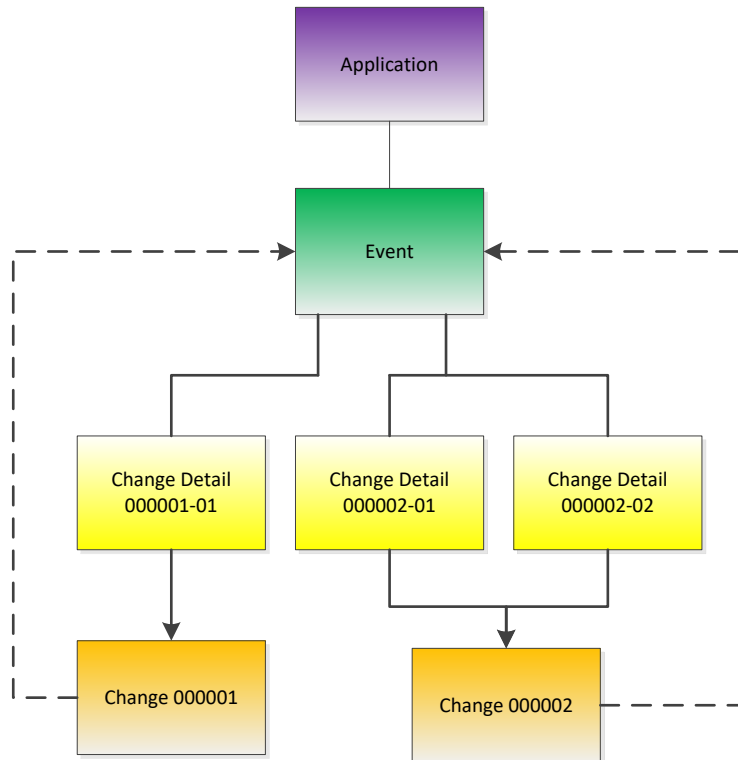 Application
Event
Change Detail
000001-01
Change Detail
000002-01
Change Detail
000002-02
Change 000001
Change 000002